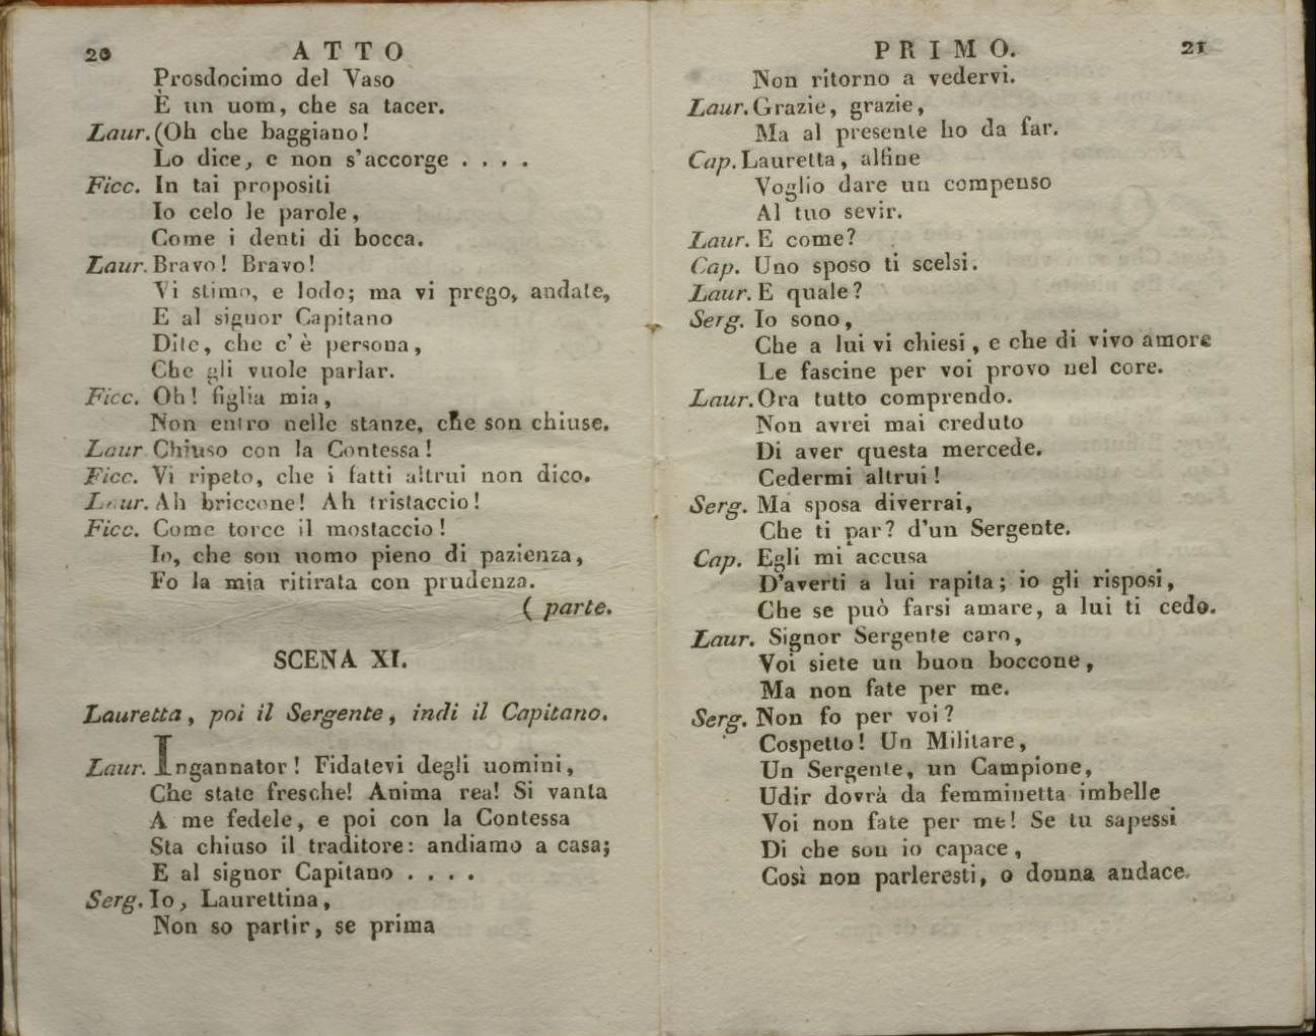 20 ATTO
Prosdocimo del Vaso
È un uom, che sa tacer.
Laur. (Oh che baggiano!
Lo dice, e non s'accorge . . . .
Ficc. In tai propositi
Io celo le parole,
Come i denti di bocca.
Laur. Bravo! Bravo!
Vi stimo, e lodo; ma vi prego, andate,
E al signor Capitano
Dite, che c'è persona,
Che gli vuole parlar.
Ficc. Oh! figlia mia,
Non entro nelle stanze, che son chiuse.
Laur Chiuso con la Contessa!
Ficc. Vi ripeto, che i fatti altrui non dico.
Laur. Ah briccone! Ah tristaccio!
Ficc. Come torce il mostaccio!
Io, che son uomo pieno di pazienza,
Fo la mia ritirata con prudenza.
( parte.
SCENA XI.
Lauretta, poi il Sergente, indi il Capitano.
Laur. Ingannator! Fidatevi degli uomini,
Che state fresche! Anima rea! Si vanta
A me fedele, e poi con la Contessa
Sta chiuso il traditore: andiamo a casa;
E al signor Capitano . . . .
Serg. Io, Laurettina,
Non so partir, se prima
PRIMO. 21
Non ritorno a vedervi.
Laur. Grazie, grazie,
Ma al presente ho da far.
Cap. Lauretta, alfine
Voglio dare un compenso
Al tuo sevir.
Laur. E come?
Cap. Uno sposo ti scelsi.
Laur. E quale?
Serg. Io sono,
Che a lui vi chiesi, e che di vivo amore
Le fascine per voi provo nel core.
Laur. Ora tutto comprendo.
Non avrei mai creduto
Di aver questa mercede.
Cedermi altrui!
Serg. Ma sposa diverrai,
Che ti par? d'un Sergente.
Cap. Egli mi accusa
D'averti a lui rapita; io gli risposi,
Che se può farsi amare, a lui ti cedo.
Laur. Signor Sergente caro,
Voi siete un buon boccone,
Ma non fate per me.
Serg. Non fo per voi?
Cospetto! Un Militare,
Un Sergente, un Campione,
Udir dovrà da femminetta imbelle
Voi non fate per me! Se tu sapessi
Di che son io capace,
Così non parleresti, o donna audace.